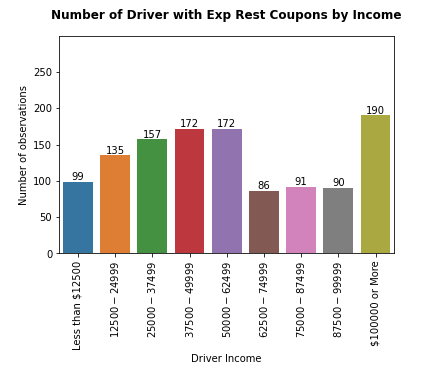 Number of Driver with Exp Rest Coupons by Income
Number of observations
250
200
150
100
50
0
99
135
157
172
172
86
91
90
190
Less than $12500
12500 − 24999
25000 − 37499
37500 − 49999
50000 − 62499
62500 − 74999
75000 − 87499
87500 − 99999
$100000 or More
Driver Income